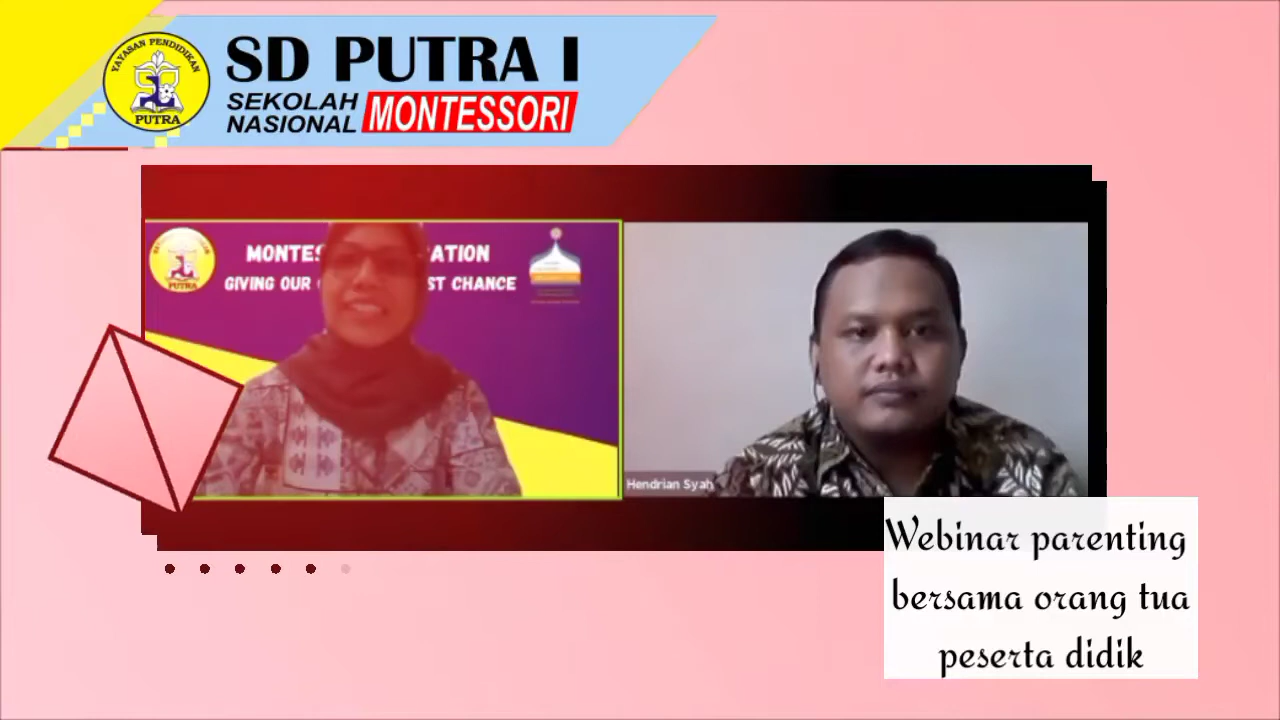 YAYASAN PENDIDIKAN
PUTRA
SD PUTRA I
SEKOLAH
NASIONAL
MONTESSORI
MONTES ATION
GIVING OUR ST CHANCE
PUTRA
Hendrian Syah
Webinar parenting
bersama orang tua
peserta didik